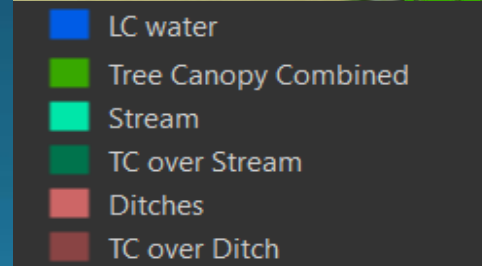 LC water
Tree Canopy Combined
Stream
TC over Stream
Ditches
TC over Ditch